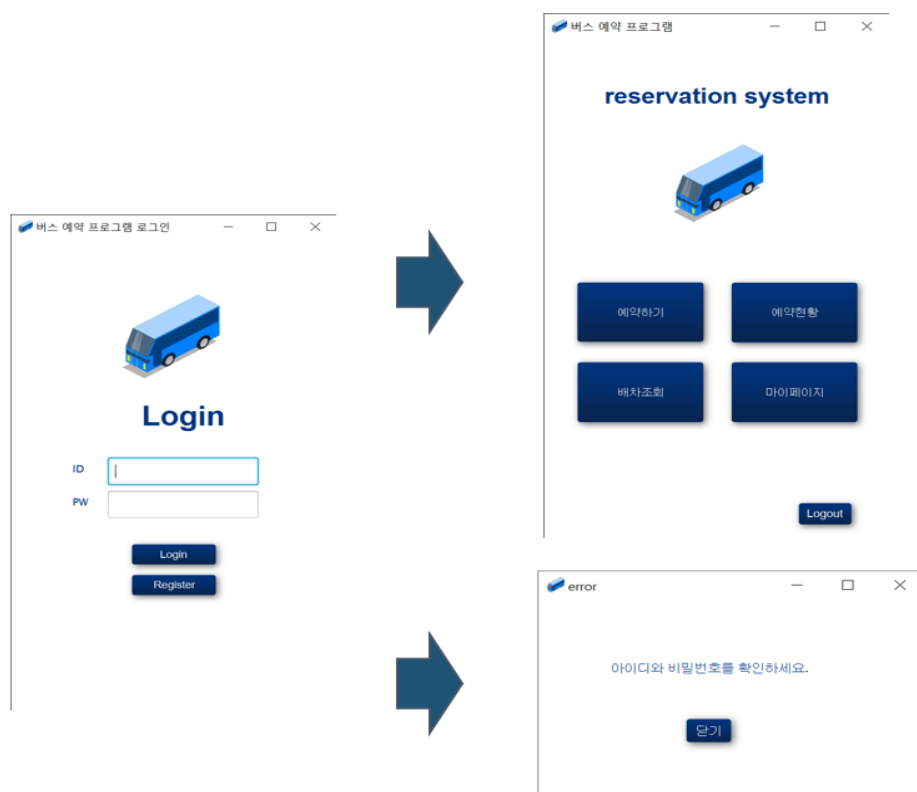 버스 예약 프로그램 로그인
Login
ID
PW
Login
Register
버스 예약 프로그램
reservation system
예약하기
예약현황
배차조회
마이페이지
Logout
error
아이디와 비밀번호를 확인하세요.
닫기